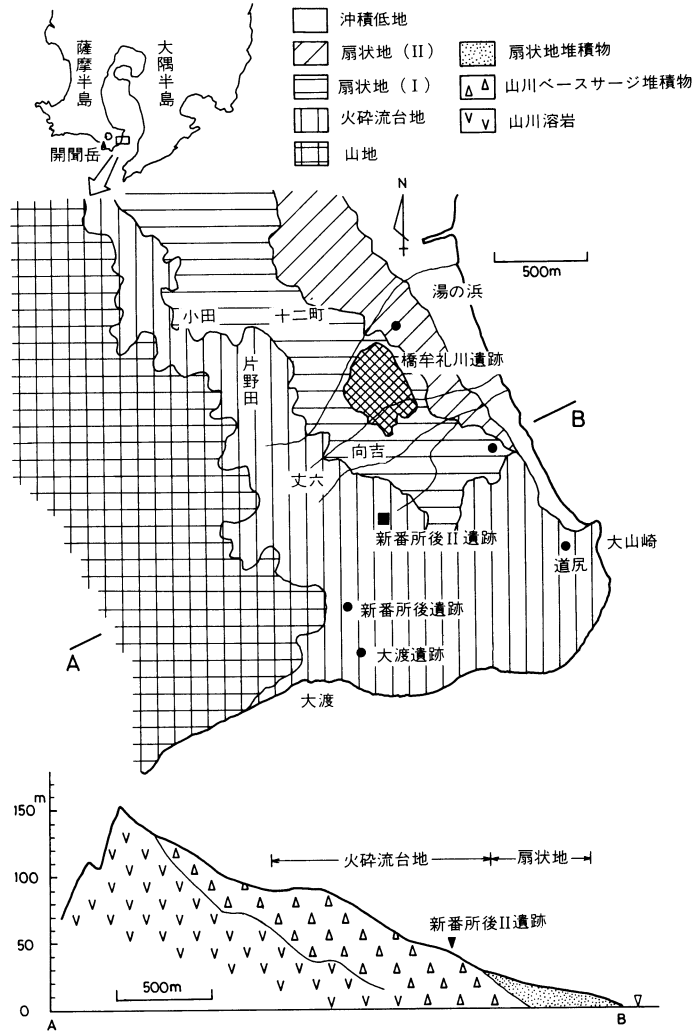 薩摩半島
大隅半島
開聞岳
沖積低地
扇状地（II）
扇状地（I）
火砕流台地
山地
扇状地堆積物
山川ベースサージ堆積物
山川溶岩
N
500m
湯の浜
小田
十二町
橋牟礼川遺跡
片野田
B
向吉
丈六
新番所後II遺跡
大山崎
道尻
新番所後遺跡
A
大渡遺跡
大渡
m
150
火砕流台地
扇状地
100
新番所後II遺跡
50
500m
0
A
B